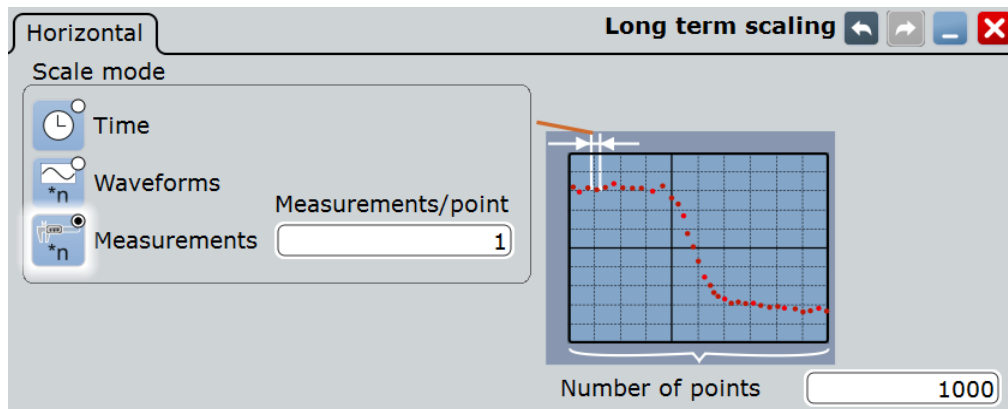 Horizontal
Long term scaling
Scale mode
Time
*n
Waveforms
Measurements/point
*n
Measurements
1
Number of points
1000